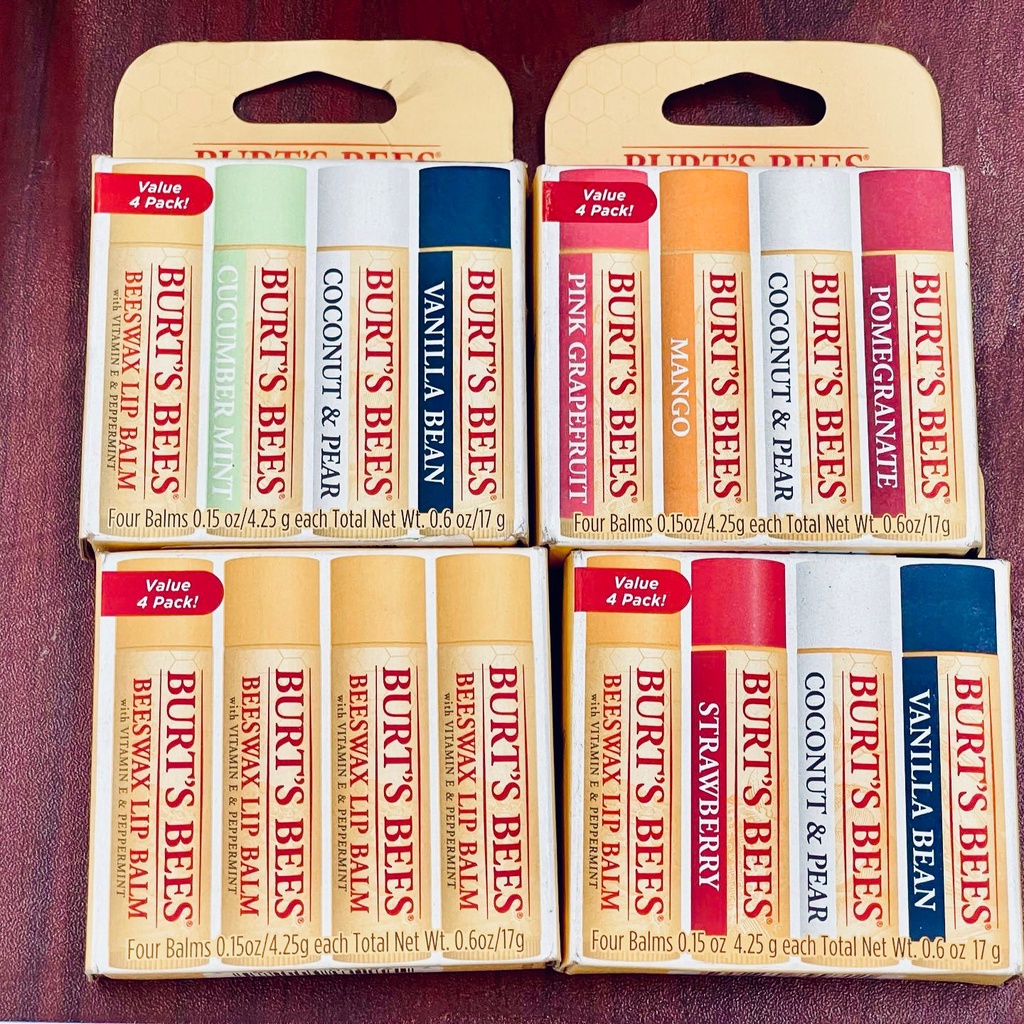 BURT'S BEES®
Value
4 Pack!
BURT'S BEES®
BEESWAX LIP BALM
with VITAMIN E & PEPPERMINT
BURT'S BEES®
CUCUMBER MINT
BURT'S BEES®
COCONUT & PEAR
BURT'S BEES®
VANILLA BEAN
Four Balms 0.15 oz/4.25 g each Total Net Wt. 0.6 oz/17 g
BURT'S BEES®
Value
4 Pack!
BURT'S BEES®
PINK GRAPEFRUIT
BURT'S BEES®
MANGO
BURT'S BEES®
COCONUT & PEAR
BURT'S BEES®
POMEGRANATE
Four Balms 0.15oz/4.25g each Total Net Wt. 0.6oz/17g
Value
4 Pack!
BURT'S BEES®
BEESWAX LIP BALM
with VITAMIN E & PEPPERMINT
BURT'S BEES®
BEESWAX LIP BALM
with VITAMIN E & PEPPERMINT
BURT'S BEES®
BEESWAX LIP BALM
with VITAMIN E & PEPPERMINT
BURT'S BEES®
BEESWAX LIP BALM
with VITAMIN E & PEPPERMINT
Four Balms 0.15oz/4.25g each Total Net Wt. 0.6oz/17g
Value
4 Pack!
BURT'S BEES®
BEESWAX LIP BALM
with VITAMIN E & PEPPERMINT
BURT'S BEES®
STRAWBERRY
BURT'S BEES®
COCONUT & PEAR
BURT'S BEES®
VANILLA BEAN
Four Balms 0.15 oz 4.25 g each Total Net Wt. 0.6 oz 17 g